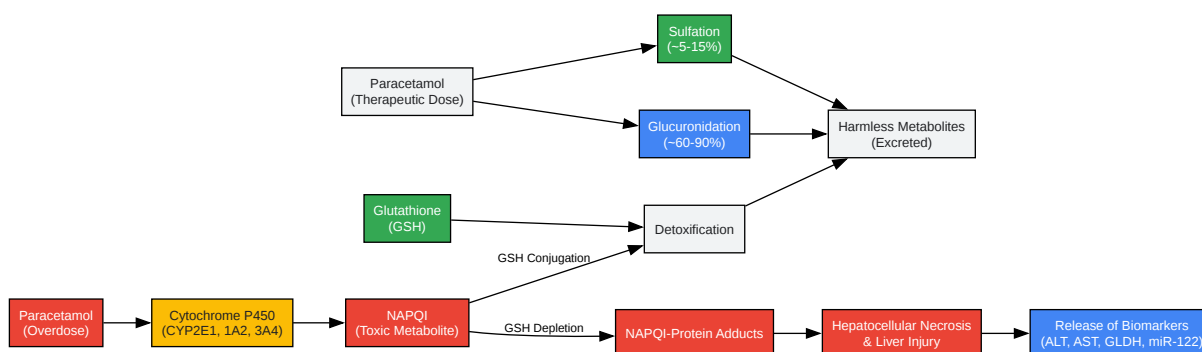 Sulfation
(~5-15%)
Paracetamol
(Therapeutic Dose)
Glucuronidation
(~60-90%)
Harmless Metabolites
(Excreted)
Glutathione
(GSH)
Detoxification
GSH Conjugation
Paracetamol
(Overdose)
Cytochrome P450
(CYP2E1, 1A2, 3A4)
NAPQI
(Toxic Metabolite)
GSH Depletion
NAPQI-Protein Adducts
Hepatocellular Necrosis
& Liver Injury
Release of Biomarkers
(ALT, AST, GLDH, miR-122)